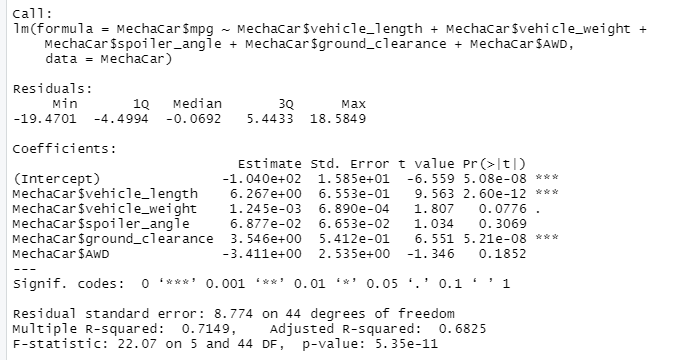 Call:
lm(formula = MechaCar$mpg ~ MechaCar$vehicle_length + MechaCar$vehicle_weight +
    MechaCar$spoiler_angle + MechaCar$ground_clearance + MechaCar$AWD,
    data = MechaCar)

Residuals:
     Min       1Q   Median       3Q      Max
-19.4701  -4.4994  -0.0692   5.4433  18.5849

Coefficients:
                            Estimate Std. Error t value Pr(>|t|)
(Intercept)               -1.040e+02  1.585e+01  -6.559 5.08e-08 ***
MechaCar$vehicle_length    6.267e+00  6.553e-01   9.563 2.60e-12 ***
MechaCar$vehicle_weight    1.245e-03  6.890e-04   1.807   0.0776 .
MechaCar$spoiler_angle     6.877e-02  6.653e-02   1.034   0.3069
MechaCar$ground_clearance  3.546e+00  5.412e-01   6.551 5.21e-08 ***
MechaCar$AWD              -3.411e+00  2.535e+00  -1.346   0.1852
---
Signif. codes:  0 ‘***’ 0.001 ‘**’ 0.01 ‘*’ 0.05 ‘.’ 0.1 ‘ ’ 1

Residual standard error: 8.774 on 44 degrees of freedom
Multiple R-squared:  0.7149,    Adjusted R-squared:  0.6825
F-statistic: 22.07 on 5 and 44 DF,  p-value: 5.35e-11